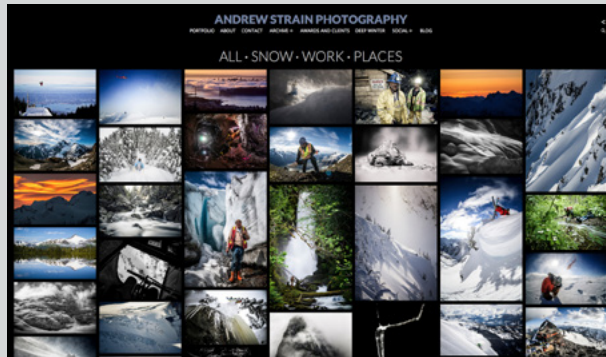 ANDREW STRAIN PHOTOGRAPHY
PORTFOLIO ABOUT CONTACT ARCHIVE AWARDS AND CLIENTS DEEP WINTER SOCIAL BLOG
ALL • SNOW • WORK • PLACES